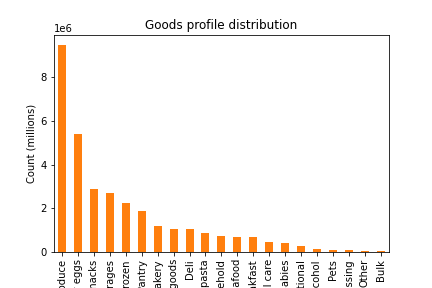 Goods profile distribution
1e6
Count (millions)
8
6
4
2
0
oduce
eggs
nacks
rages
rozen
antry
akery
goods
Deli
pasta
ehold
afood
kfast
l care
abies
tional
cohol
Pets
ssing
Other
Bulk